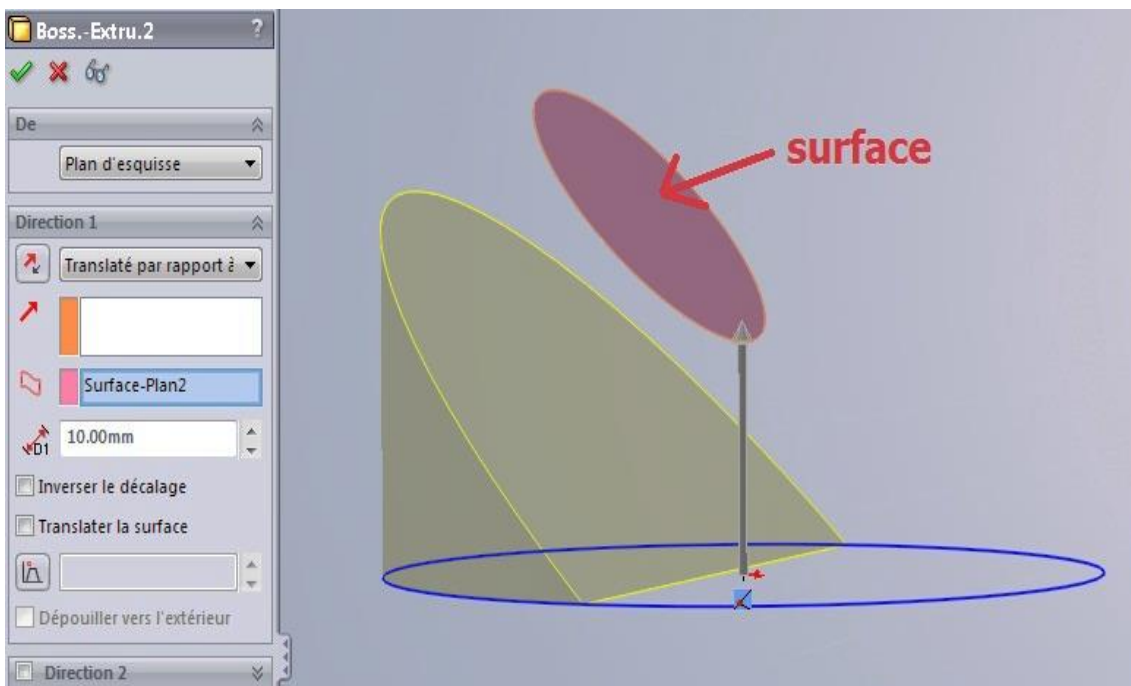 Boss.-Extru.2 ?
De
Plan d'esquisse
Direction 1
Translaté par rapport à
Surface-Plan2
D1 10.00mm
Inverser le décalage
Translater la surface
Dépouiller vers l'extérieur
Direction 2
surface